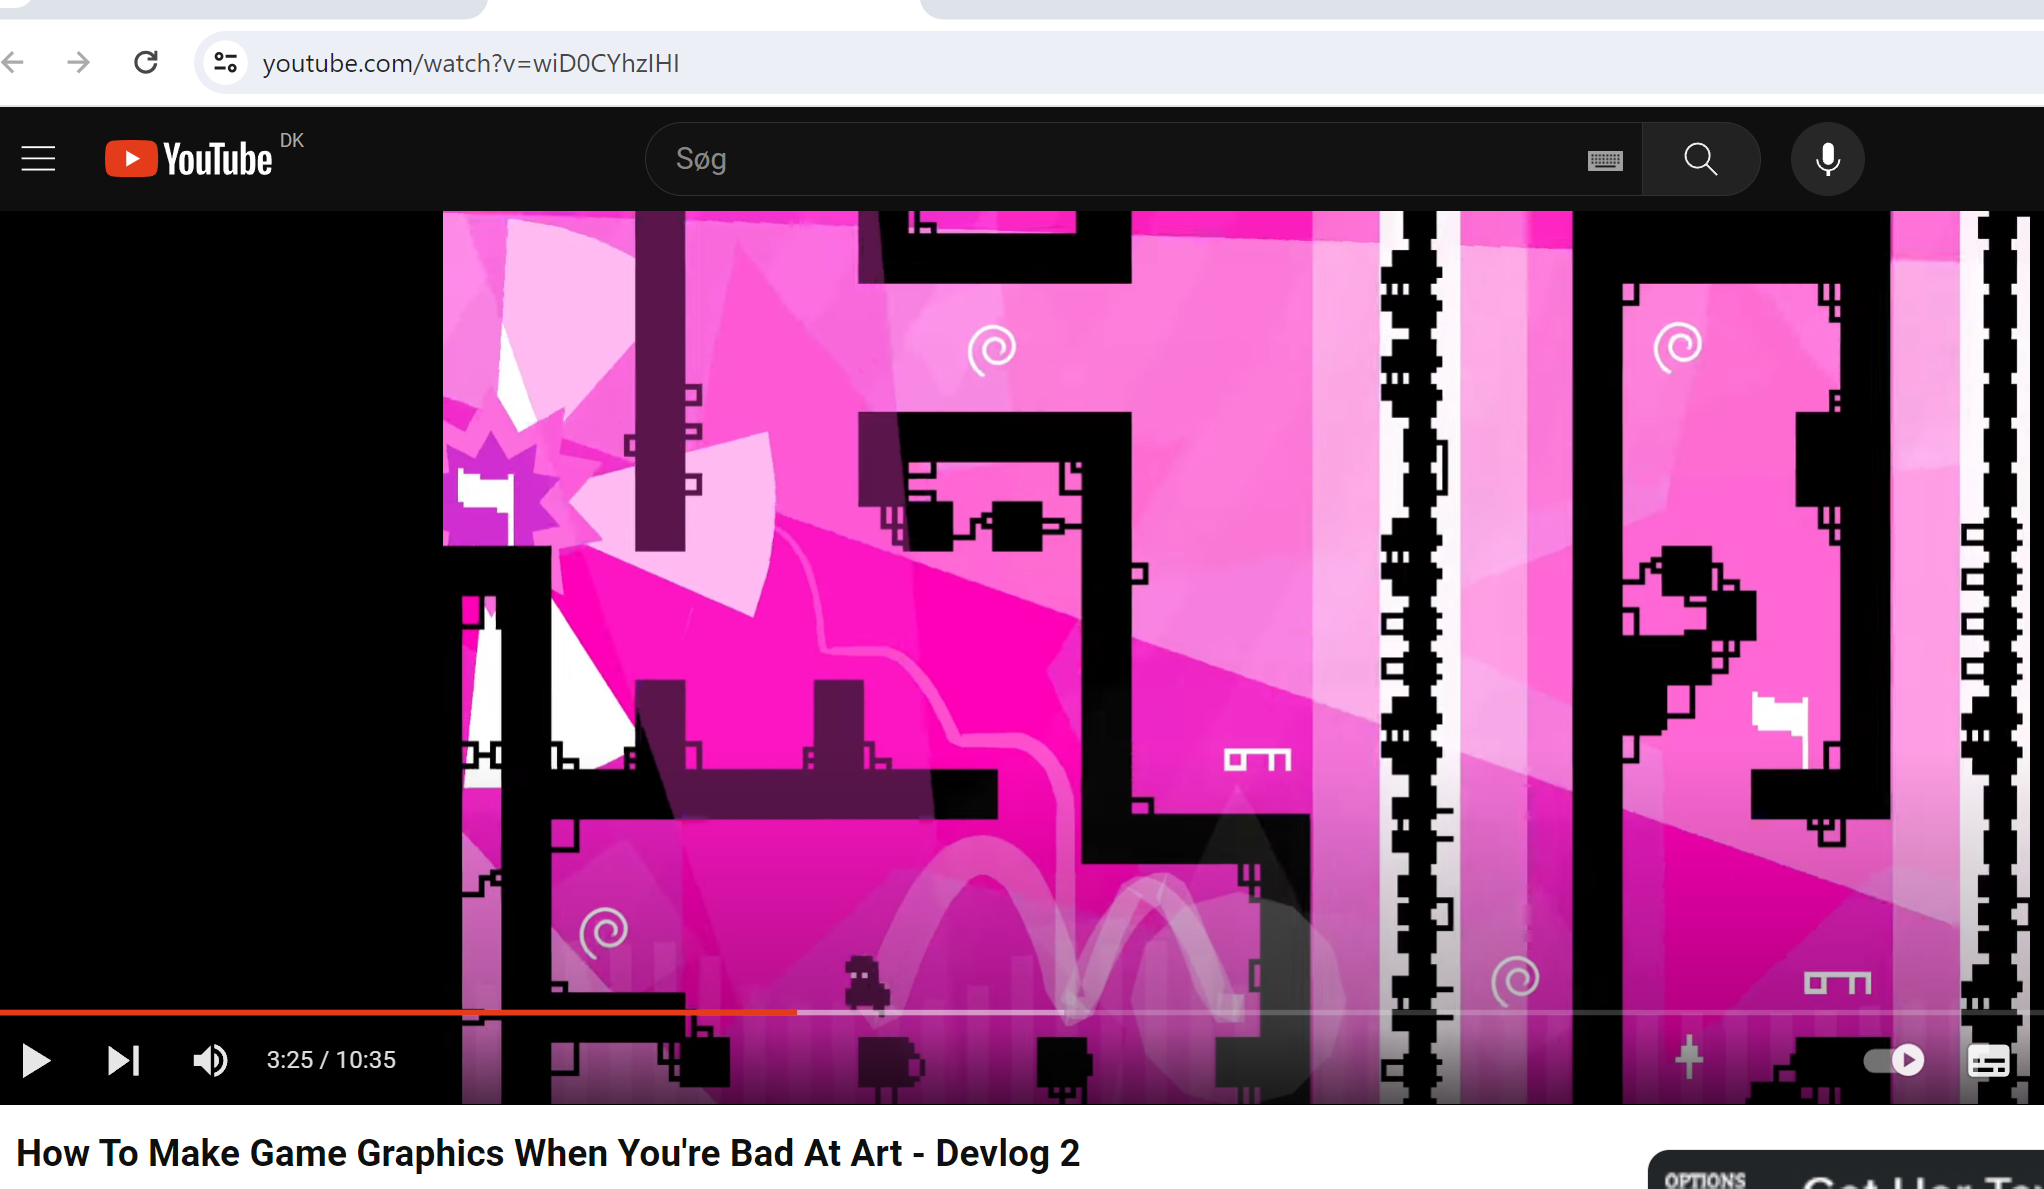 youtube.com/watch?v=wiD0CYhzIHI
YouTube DK
Søg
3:25 / 10:35
How To Make Game Graphics When You're Bad At Art - Devlog 2
OPTIONS